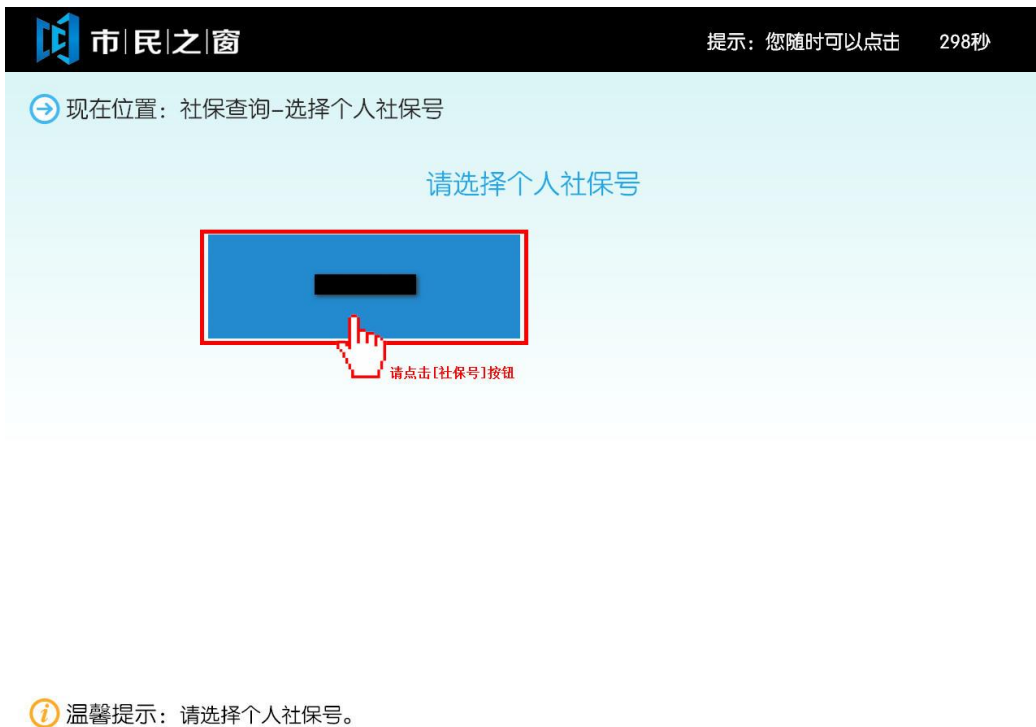 市|民|之|窗
提示：您随时可以点击 298秒
现在位置：社保查询-选择个人社保号
请选择个人社保号
请点击[社保号]按钮
温馨提示：请选择个人社保号。